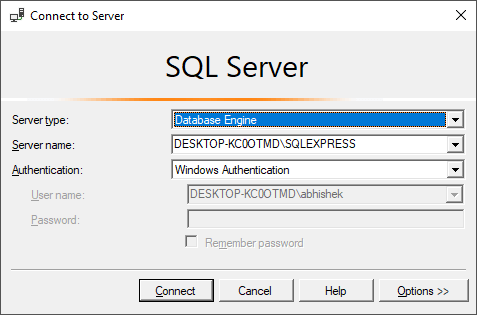 Connect to Server
SQL Server
Server type: Database Engine
Server name: DESKTOP-KC0OTMD\SQLEXPRESS
Authentication: Windows Authentication
User name: DESKTOP-KC0OTMD\abhishek
Password:
Remember password
Connect Cancel Help Options >>